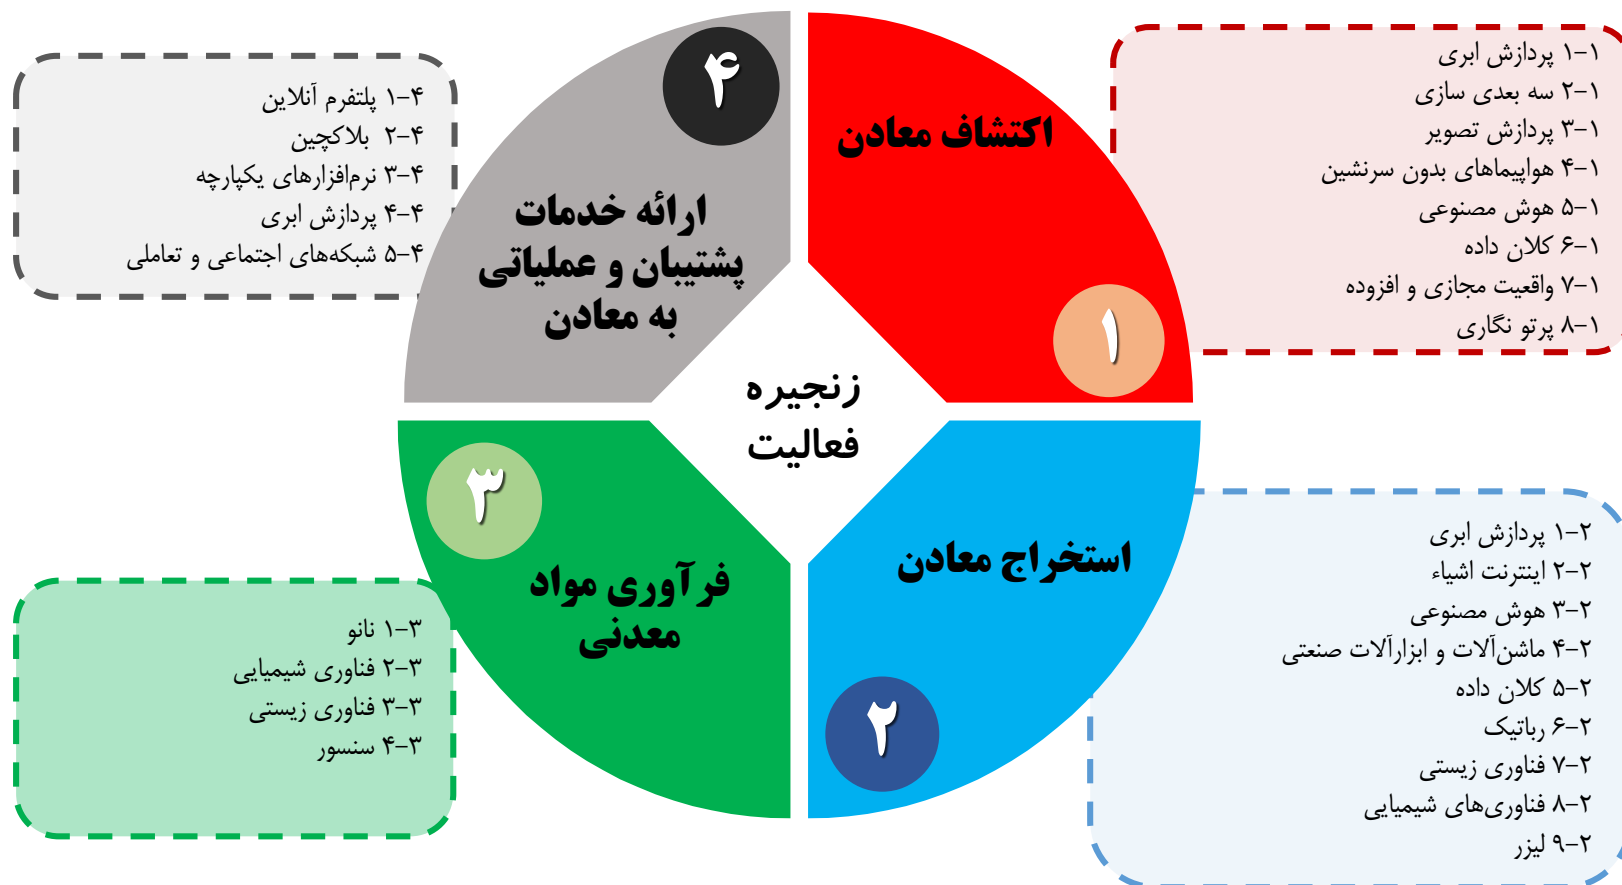 ۱-۱ پردازش ابری
۱-۲ سه بعدی سازی
۱-۳ پردازش تصویر
۱-۴ هواپیماهای بدون سرنشین
۱-۵ هوش مصنوعی
۱-۶ کلان داده
۱-۷ واقعیت مجازی و افزوده
۱-۸ پرتو نگاری
اکتشاف معادن
۱
۴
ارائه خدمات
پشتیبان و عملیاتی
به معادن
۴-۱ پلتفرم آنلاین
۴-۲ بلاکچین
۴-۳ نرم‌افزارهای یکپارچه
۴-۴ پردازش ابری
۴-۵ شبکه‌های اجتماعی و تعاملی
زنجیره
فعالیت
استخراج معادن
۲
۲-۱ پردازش ابری
۲-۲ اینترنت اشیاء
۲-۳ هوش مصنوعی
۲-۴ ماشن‌آلات و ابزارآلات صنعتی
۲-۵ کلان داده
۲-۶ رباتیک
۲-۷ فناوری زیستی
۲-۸ فناوری‌های شیمیایی
۲-۹ لیزر
۳
فرآوری مواد
معدنی
۳-۱ نانو
۳-۲ فناوری شیمیایی
۳-۳ فناوری زیستی
۳-۴ سنسور